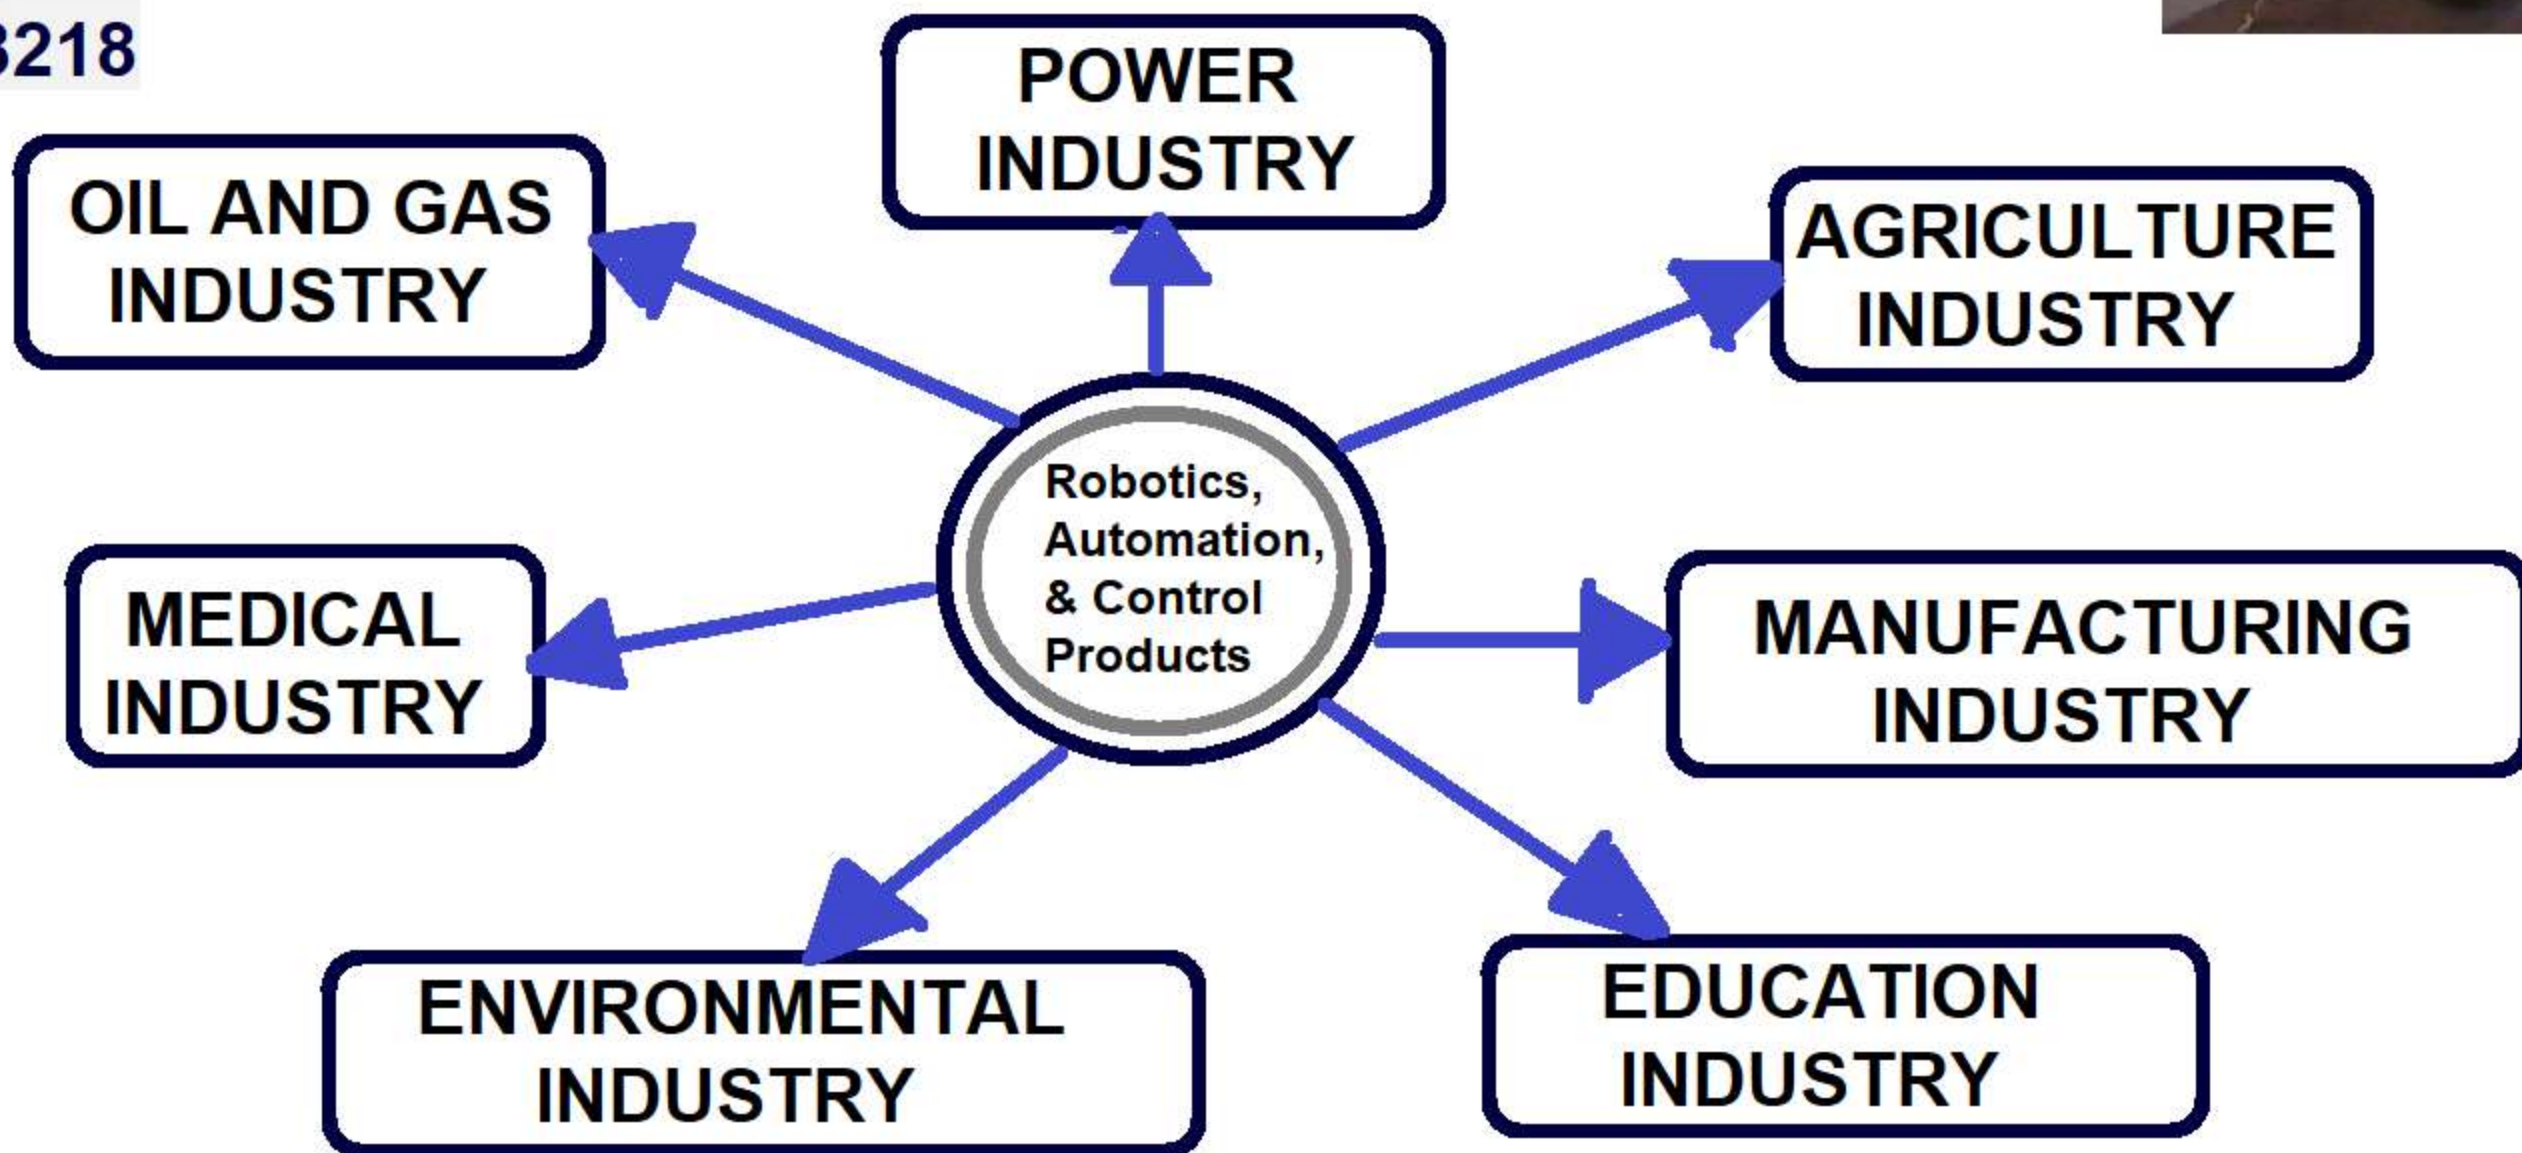 3218
POWER
INDUSTRY
OIL AND GAS
INDUSTRY
AGRICULTURE
INDUSTRY
Robotics,
Automation,
& Control
Products
MEDICAL
INDUSTRY
MANUFACTURING
INDUSTRY
ENVIRONMENTAL
INDUSTRY
EDUCATION
INDUSTRY